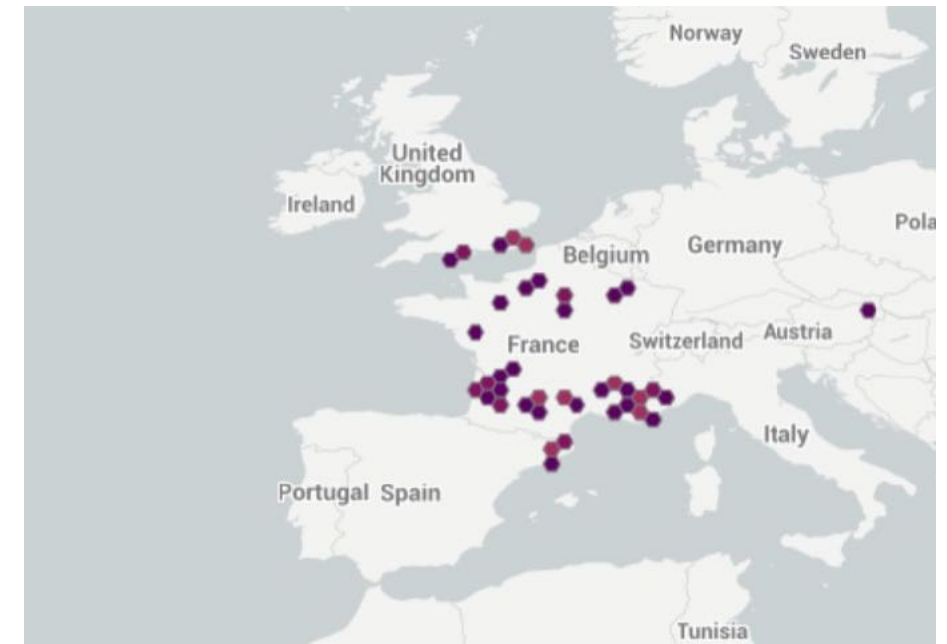 Norway
Sweden
United
Kingdom
Ireland
Pola
Belgium
Germany
France
Switzerland
Austria
Italy
Portugal
Spain
Tunisia